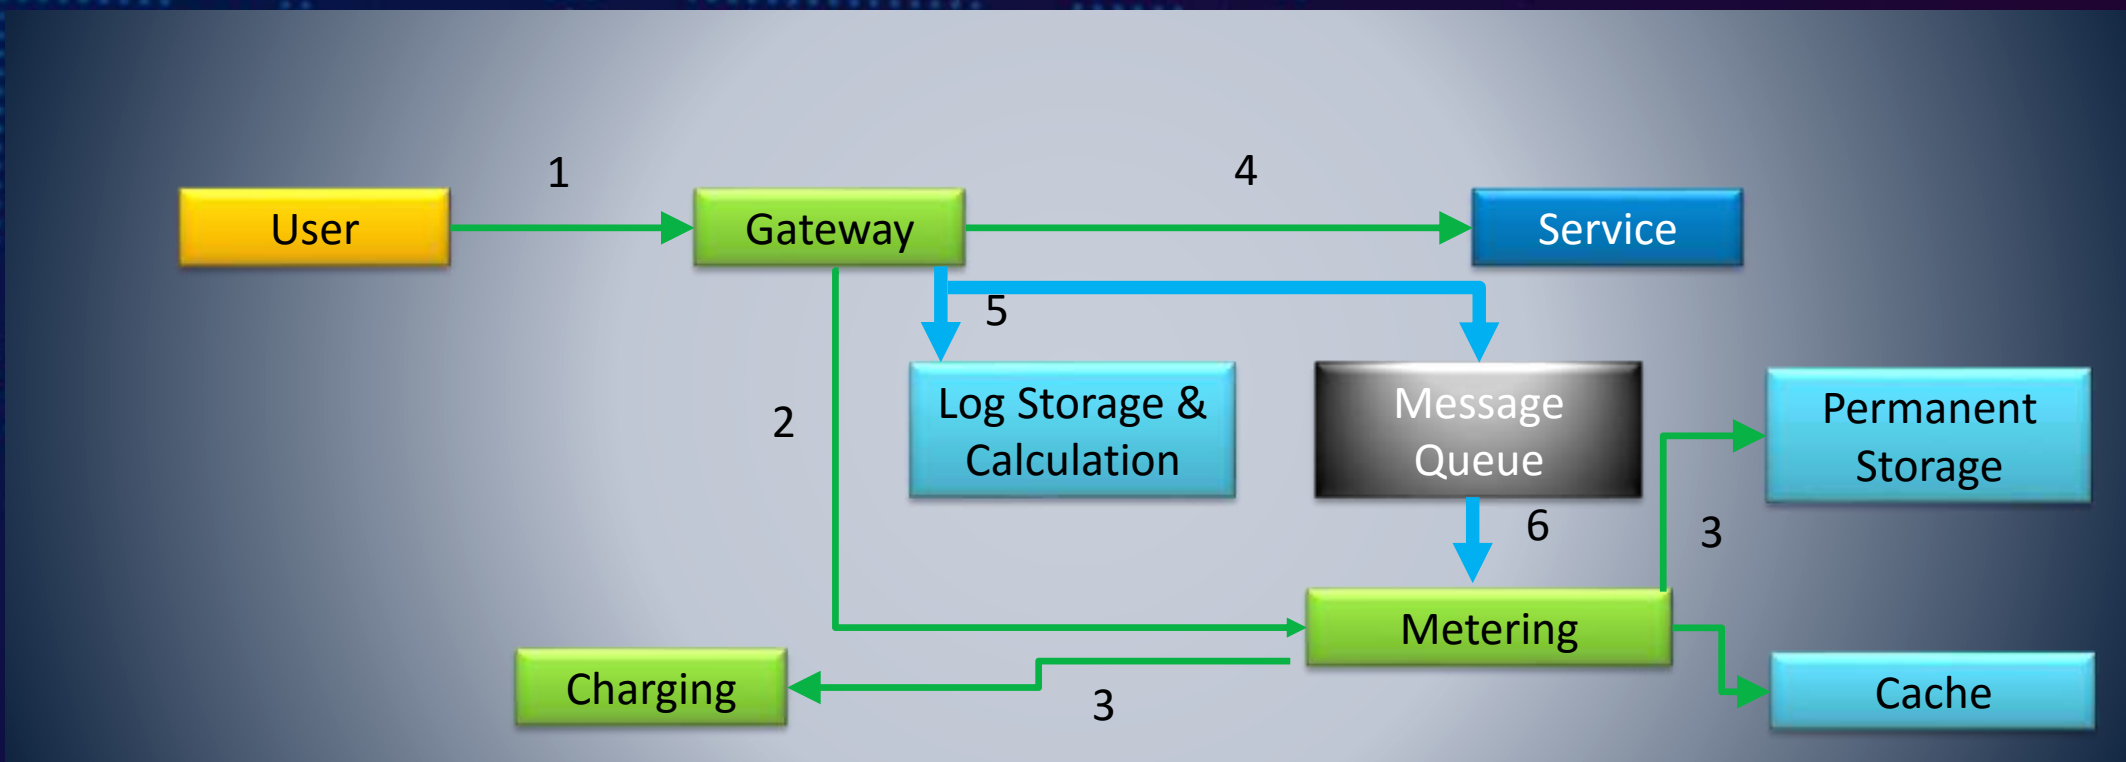 1
4
User
Gateway
Service
5
Log Storage &
Calculation
Message
Queue
Permanent
Storage
2
6
3
Metering
Charging
3
Cache